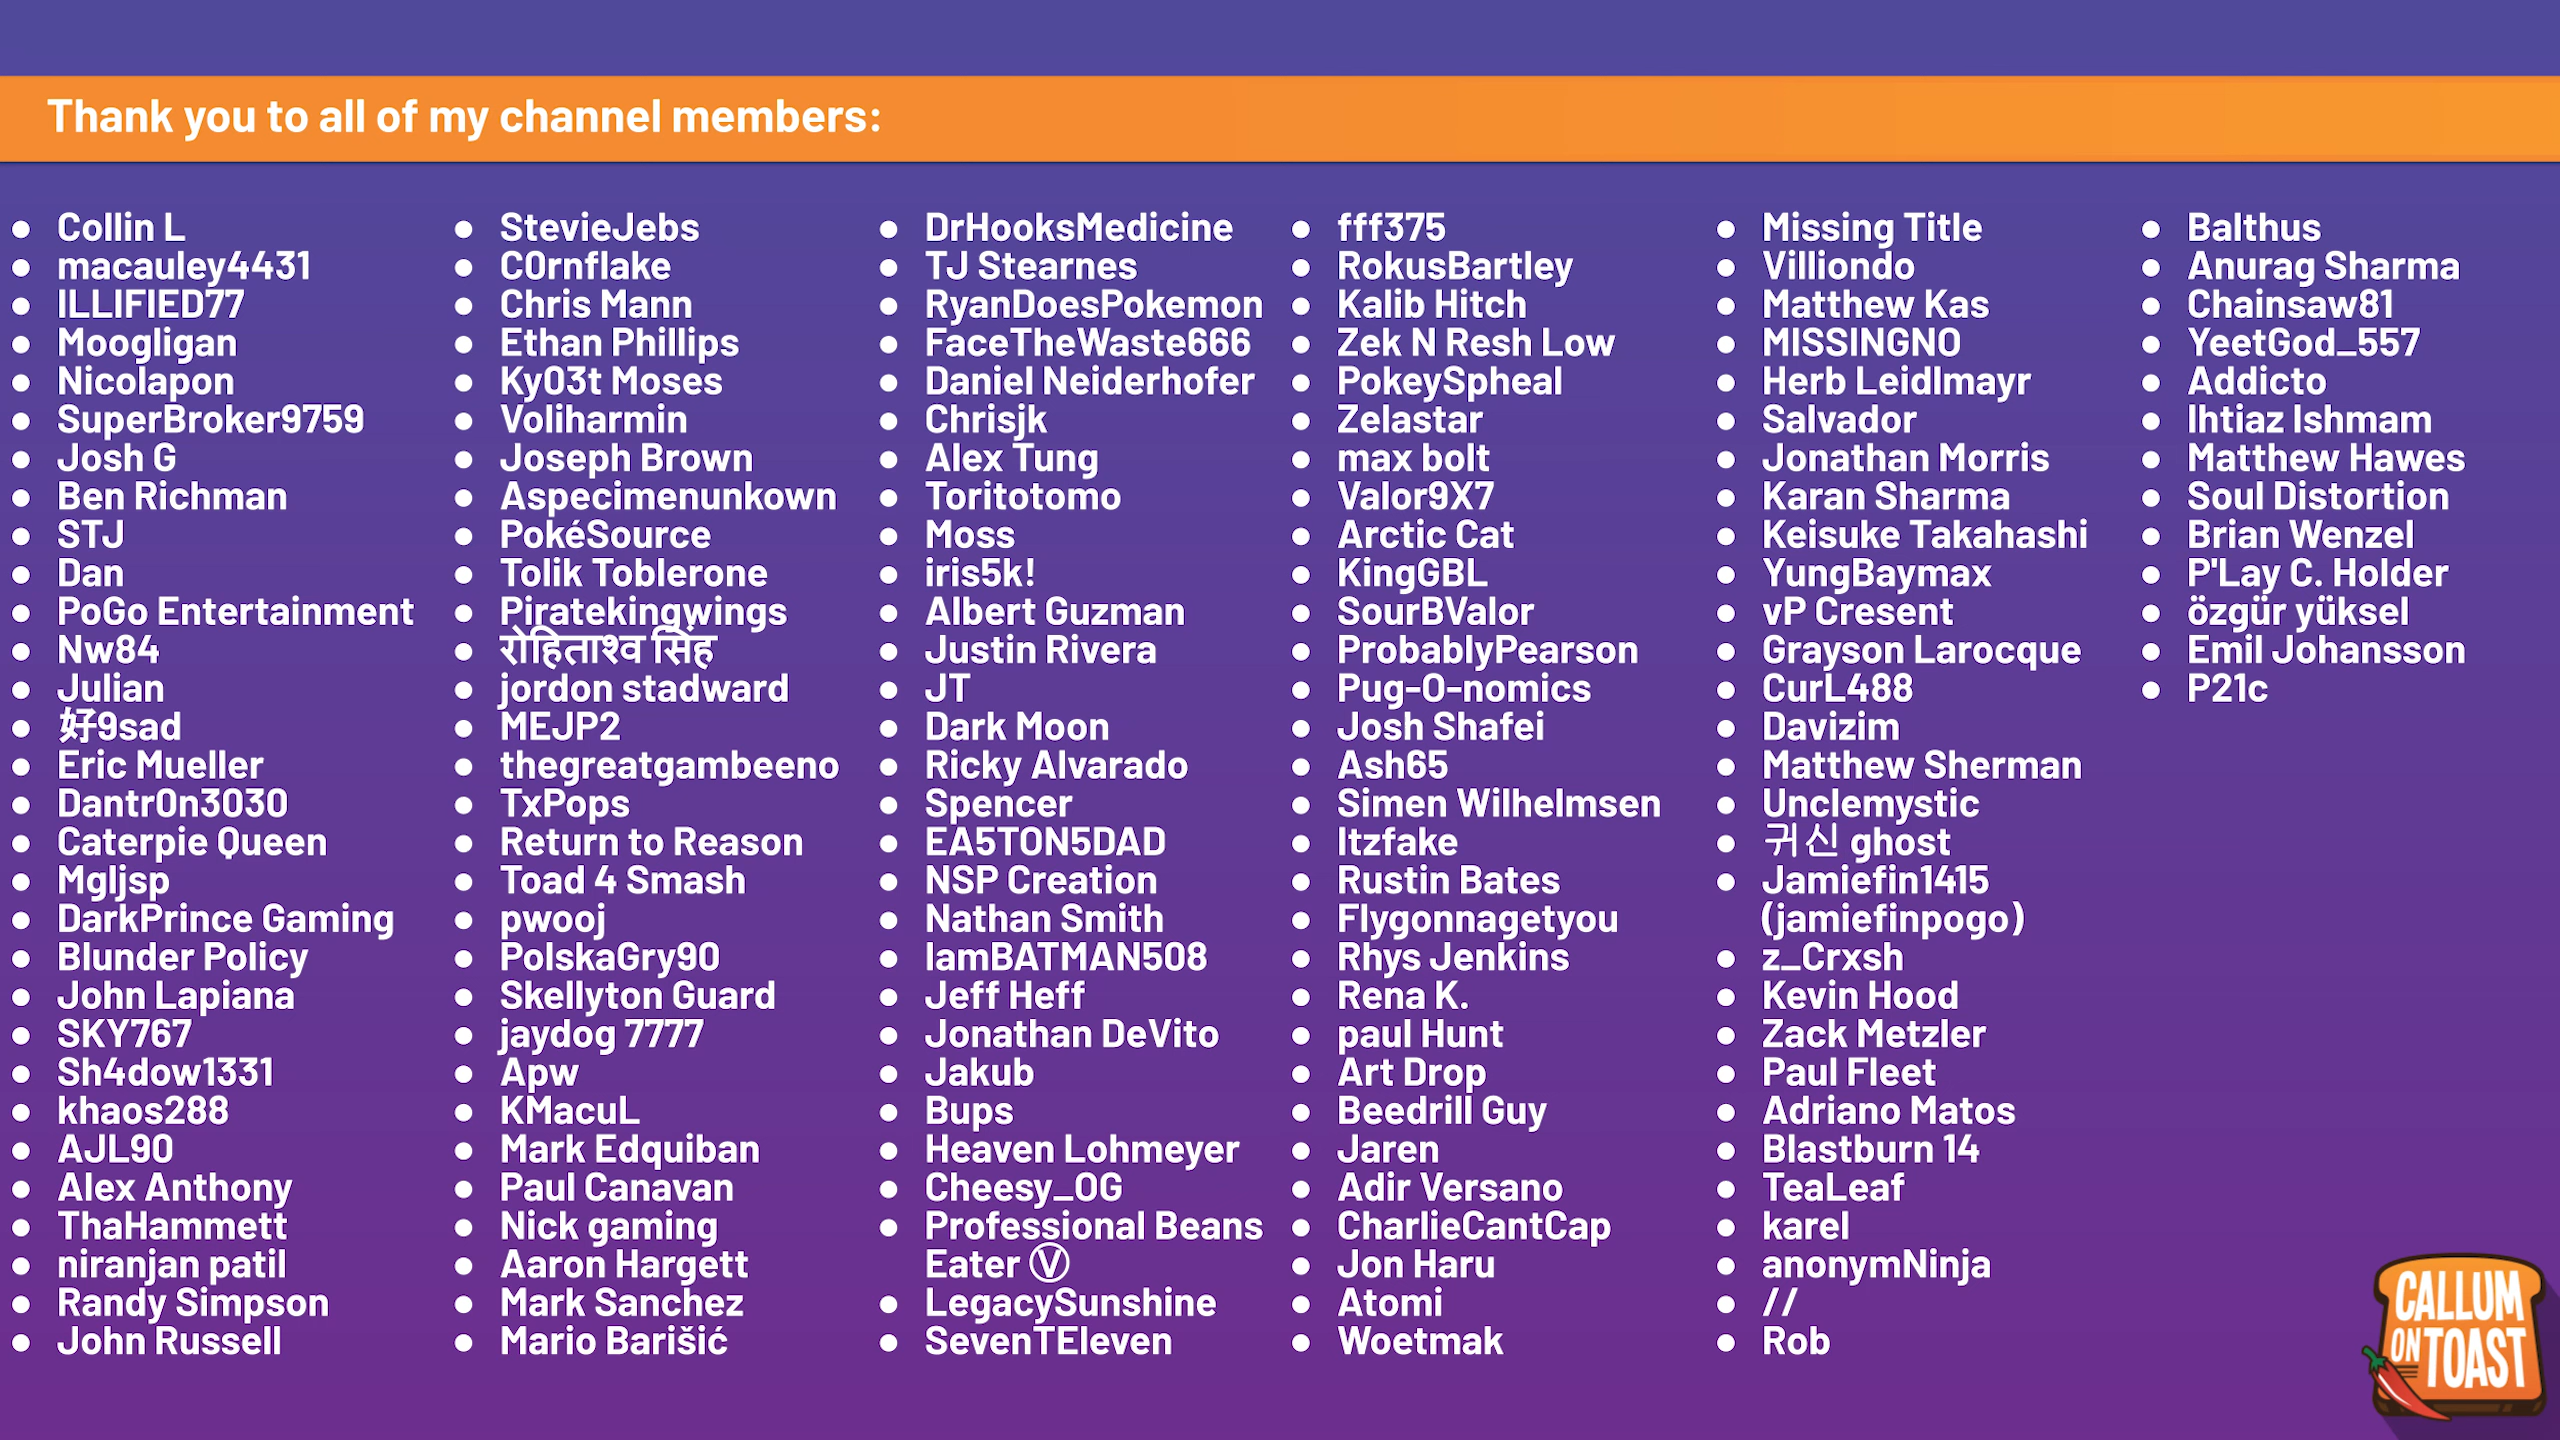 Thank you to all of my channel members:
Collin L
macauley4431
ILLIFIED77
Moogligan
Nicolapon
SuperBroker9759
Josh G
Ben Richman
STJ
Dan
PoGo Entertainment
Nw84
Julian
好9sad
Eric Mueller
Dantr0n3030
Caterpie Queen
Mgljsp
DarkPrince Gaming
Blunder Policy
John Lapiana
SKY767
Sh4dow1331
khaos288
AJL90
Alex Anthony
ThaHammett
niranjan patil
Randy Simpson
John Russell
StevieJebs
C0rnflake
Chris Mann
Ethan Phillips
Ky03t Moses
Voliharmin
Joseph Brown
Aspecimenunkown
PokéSource
Tolik Toblerone
Piratekingwings
रोहिताश्व सिंह
jordon stadward
MEJP2
thegreatgambeeno
TxPops
Return to Reason
Toad 4 Smash
pwooj
PolskaGry90
Skellyton Guard
jaydog 7777
Apw
KMacuL
Mark Edquiban
Paul Canavan
Nick gaming
Aaron Hargett
Mark Sanchez
Mario Barišić
DrHooksMedicine
TJ Stearnes
RyanDoesPokemon
FaceTheWaste666
Daniel Neiderhofer
Chrisjk
Alex Tung
Toritotomo
Moss
iris5k!
Albert Guzman
Justin Rivera
JT
Dark Moon
Ricky Alvarado
Spencer
EA5TON5DAD
NSP Creation
Nathan Smith
IamBATMAN508
Jeff Heff
Jonathan DeVito
Jakub
Bups
Heaven Lohmeyer
Cheesy_OG
Professional Beans
Eater Ⓥ
LegacySunshine
SevenTEleven
fff375
RokusBartley
Kalib Hitch
Zek N Resh Low
PokeySpheal
Zelastar
max bolt
Valor9X7
Arctic Cat
KingGBL
SourBValor
ProbablyPearson
Pug-O-nomics
Josh Shafei
Ash65
Simen Wilhelmsen
Itzfake
Rustin Bates
Flygonnagetyou
Rhys Jenkins
Rena K.
paul Hunt
Art Drop
Beedrill Guy
Jaren
Adir Versano
CharlieCantCap
Jon Haru
Atomi
Woetmak
Missing Title
Villiondo
Matthew Kas
MISSINGNO
Herb Leidlmayr
Salvador
Jonathan Morris
Karan Sharma
Keisuke Takahashi
YungBaymax
vP Cresent
Grayson Larocque
CurL488
Davizim
Matthew Sherman
Unclemystic
귀신 ghost
Jamiefin1415
(jamiefinpogo)
z_Crxsh
Kevin Hood
Zack Metzler
Paul Fleet
Adriano Matos
Blastburn 14
TeaLeaf
karel
anonymNinja
//
Rob
Balthus
Anurag Sharma
Chainsaw81
YeetGod_557
Addicto
Ihtiaz Ishmam
Matthew Hawes
Soul Distortion
Brian Wenzel
P'Lay C. Holder
özgür yüksel
Emil Johansson
P21c
CALLUM
ON TOAST